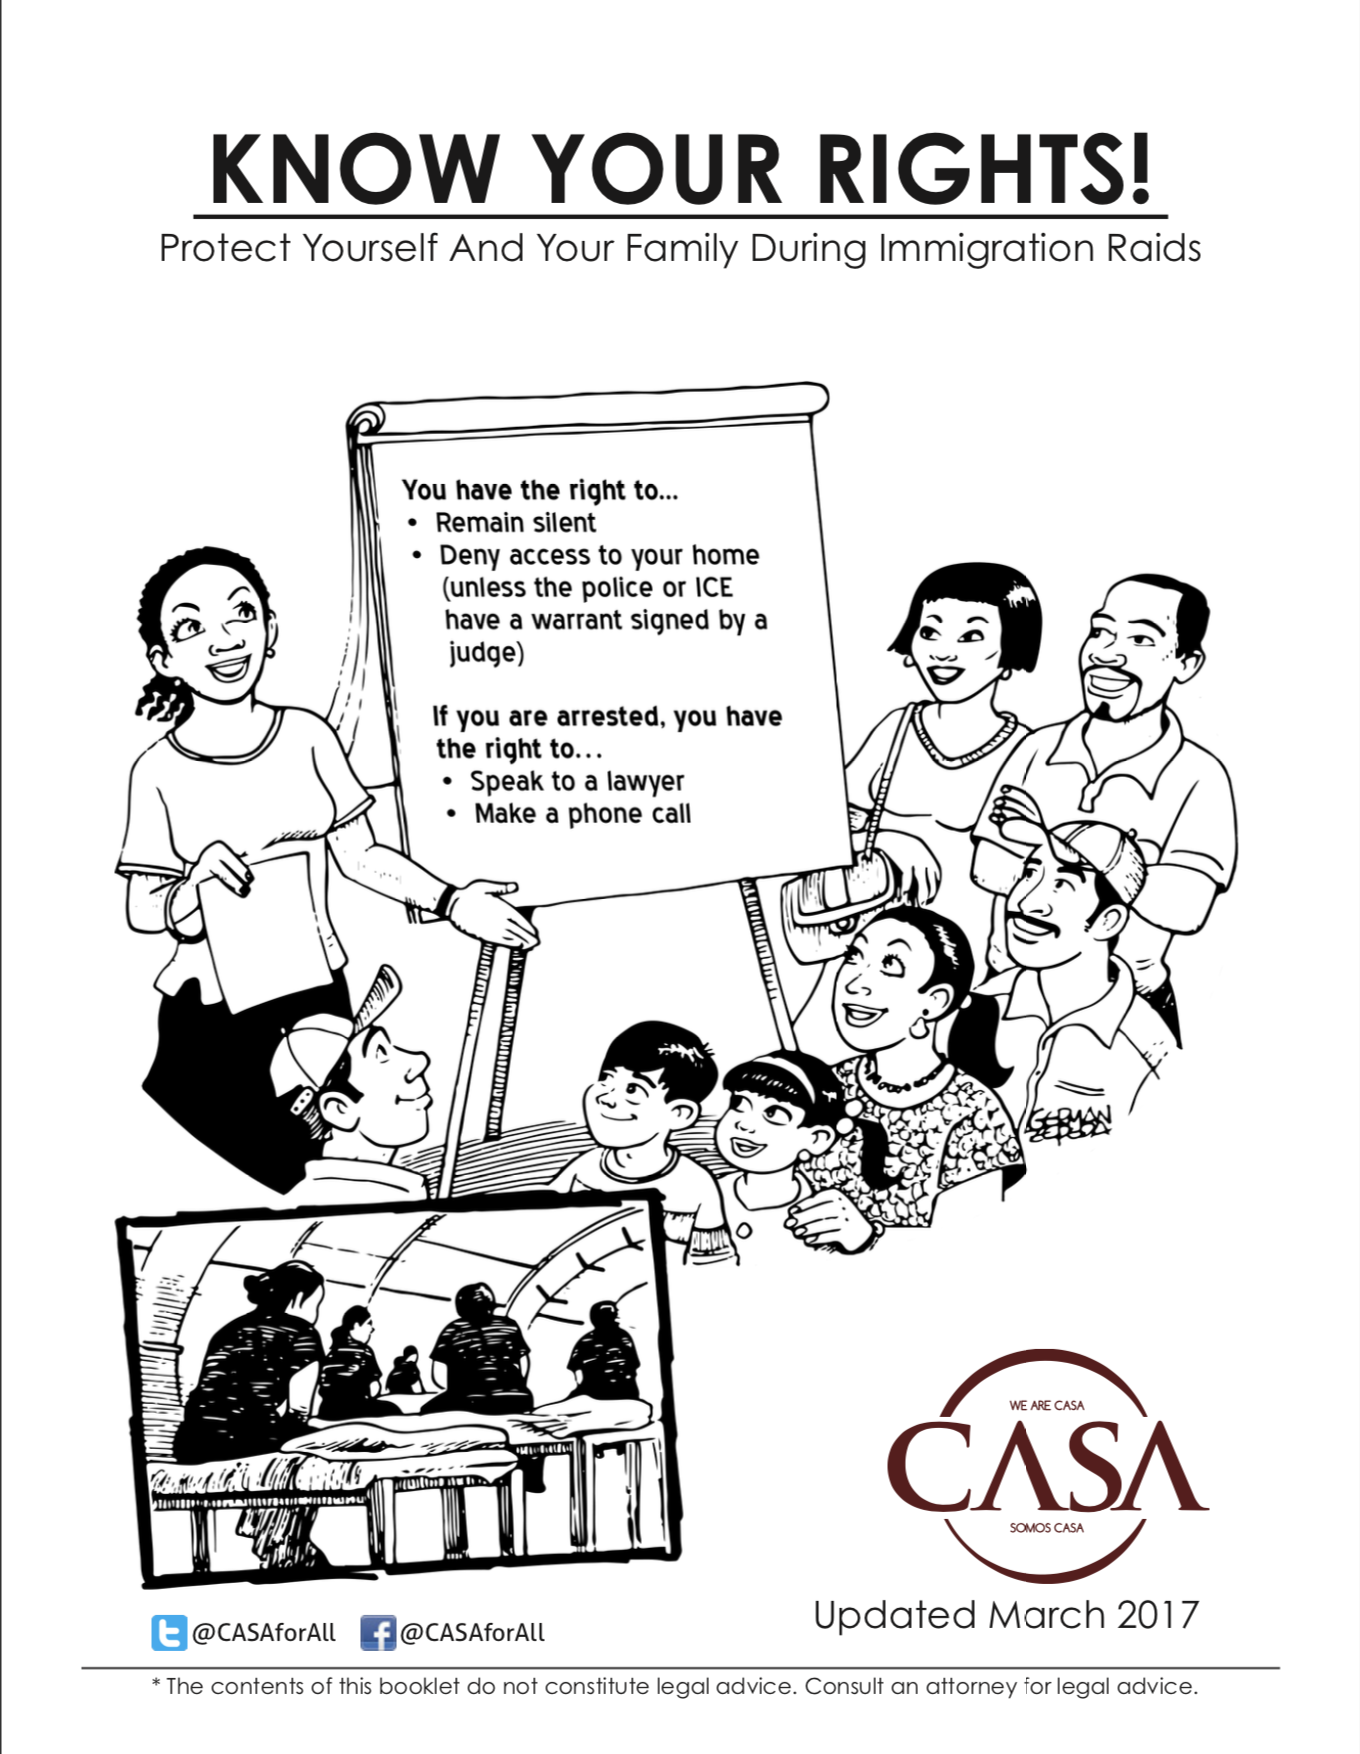 KNOW YOUR RIGHTS!
Protect Yourself And Your Family During Immigration Raids
You have the right to...
• Remain silent
• Deny access to your home
(unless the police or ICE
have a warrant signed by a
judge)
If you are arrested, you have
the right to...
• Speak to a lawyer
• Make a phone call
GERMAN
ZEPEDA
WE ARE CASA
CASA
SOMOS CASA
Updated March 2017
@CASAforAll @CASAforAll
* The contents of this booklet do not constitute legal advice. Consult an attorney for legal advice.